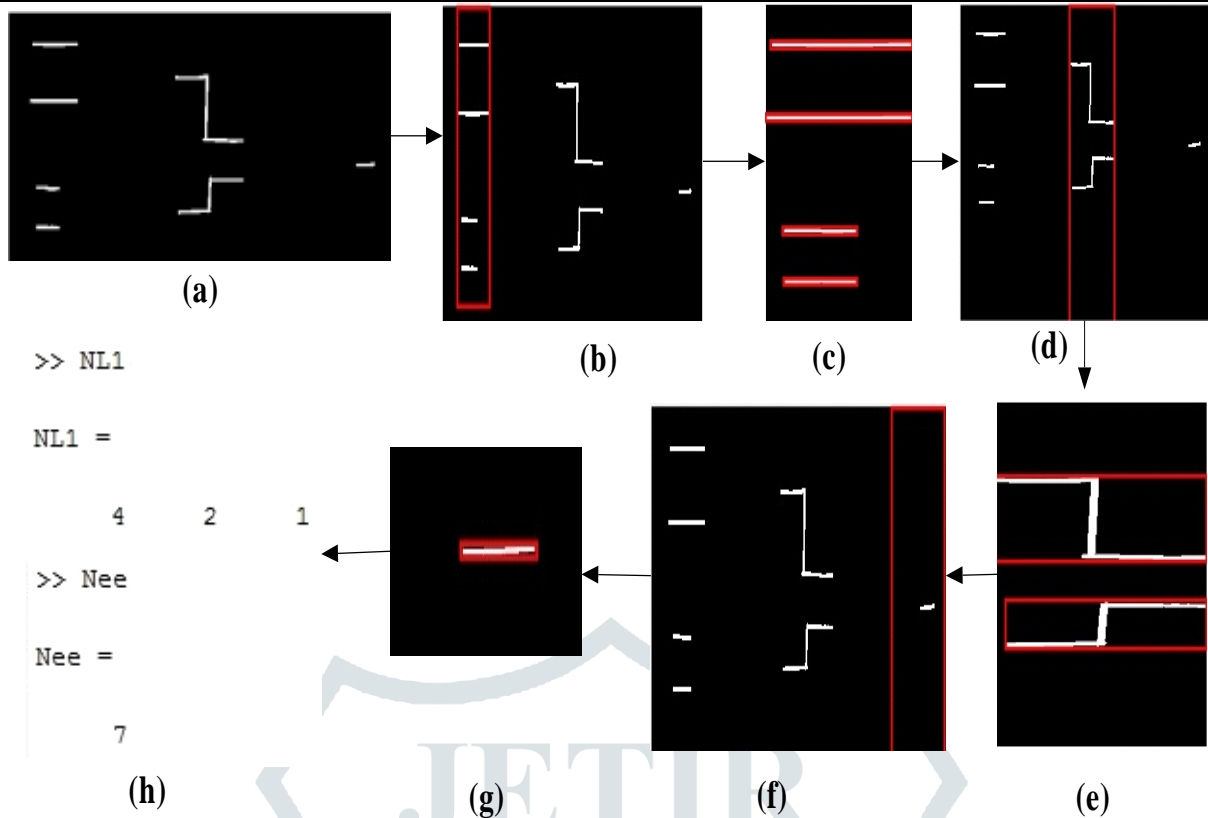 (a)
(b)
(c)
(d)
>> NL1
NL1 =
4 2 1
>> Nee
Nee =
7
(h)
(g)
(f)
(e)
JETIR